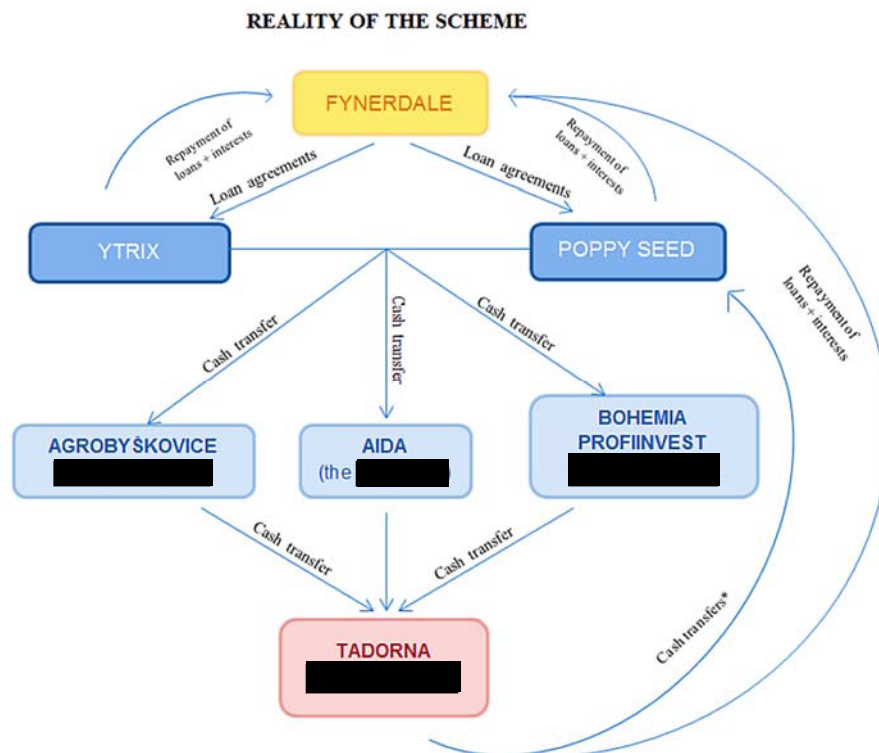 REALITY OF THE SCHEME
FYNERDALE
Repayment of
loans + interests
Loan agreements
Loan agreements
Repayment of
loans + interests
YTRIX
POPPY SEED
Repayment of
loans + interests
Cash transfer
Cash transfer
Cash transfer
AGROBYŠKOVICE
AIDA
(the )
BOHEMIA
PROFIINVEST
Cash transfer
Cash transfer
Cash transfers*
TADORNA